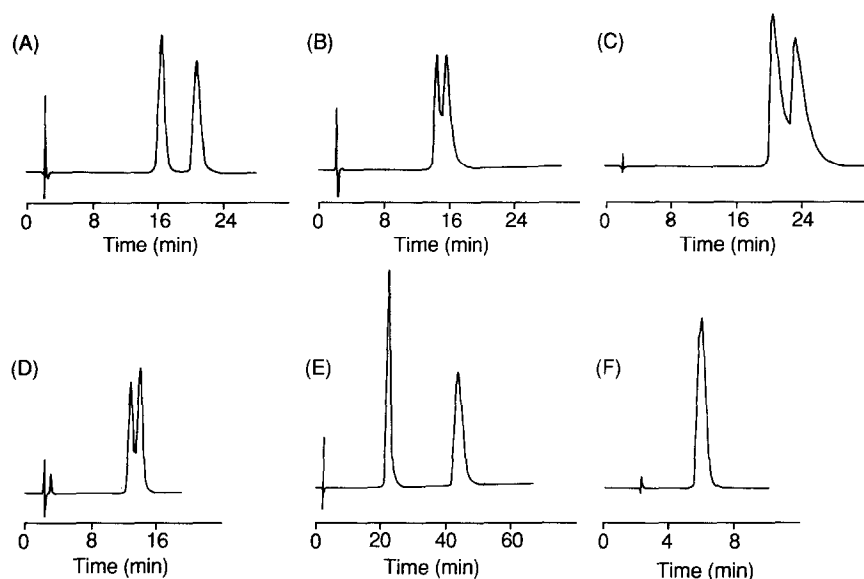 (A)
(B)
(C)
0 8 16 24
Time (min)
0 8 16 24
Time (min)
0 8 16 24
Time (min)
(D)
(E)
(F)
0 8 16
Time (min)
0 20 40 60
Time (min)
0 4 8
Time (min)